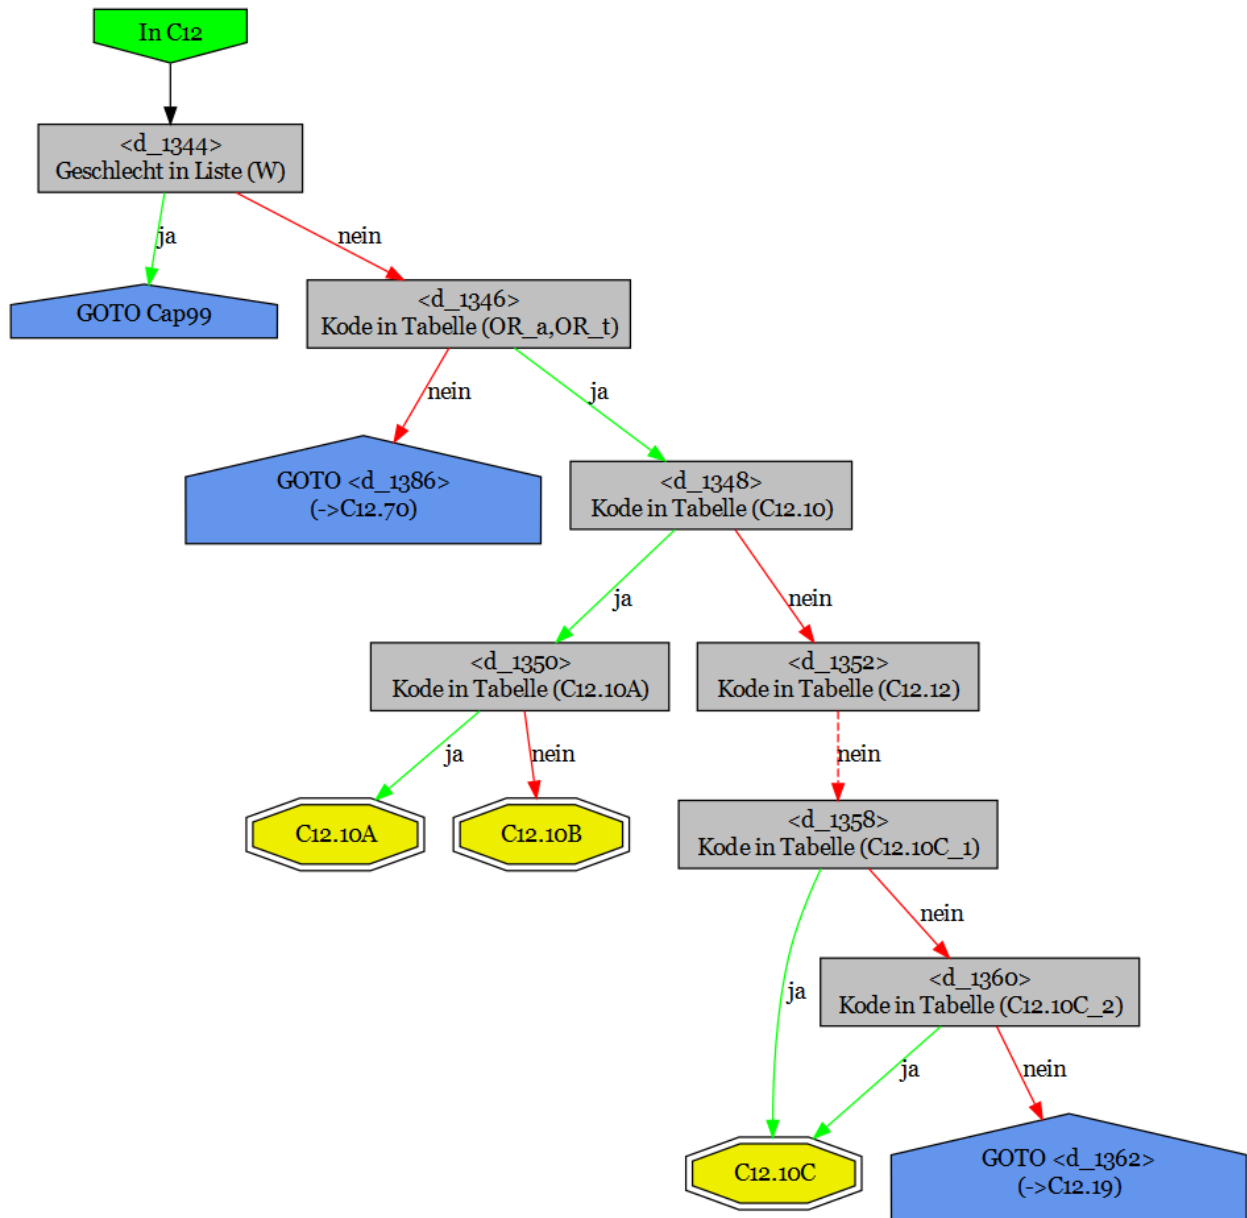 In C12
<d_1344>
Geschlecht in Liste (W)
ja
nein
GOTO Cap99
<d_1346>
Kode in Tabelle (OR_a,OR_t)
nein
ja
GOTO <d_1386>
(->C12.70)
<d_1348>
Kode in Tabelle (C12.10)
ja
nein
<d_1350>
Kode in Tabelle (C12.10A)
<d_1352>
Kode in Tabelle (C12.12)
ja
nein
nein
C12.10A
C12.10B
<d_1358>
Kode in Tabelle (C12.10C_1)
ja
nein
<d_1360>
Kode in Tabelle (C12.10C_2)
ja
nein
C12.10C
GOTO <d_1362>
(->C12.19)